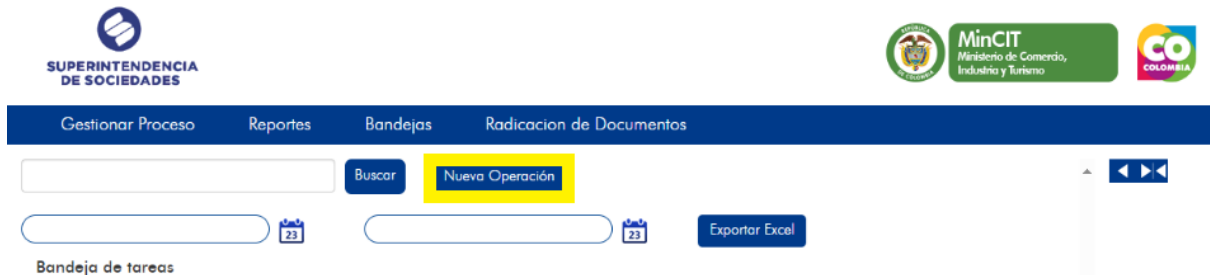 SUPERINTENDENCIA
DE SOCIEDADES
MinCIT
Ministerio de Comercio,
Industria y Turismo
CO
COLOMBIA
Gestionar Proceso Reportes Bandejas Radicacion de Documentos
Buscar Nueva Operación
23 23 Exportar Excel
Bandeja de tareas